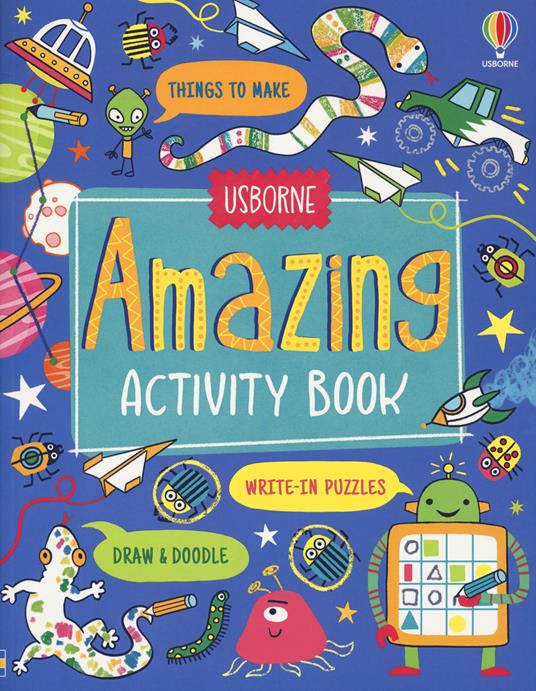 USBORNE
THINGS TO MAKE
USBORNE
Amazing
ACTIVITY BOOK
WRITE-IN PUZZLES
DRAW & DOODLE